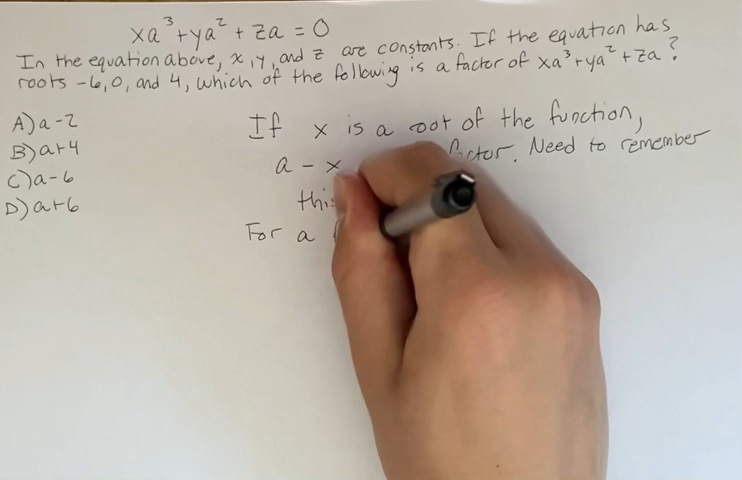 xa³+ya²+za = 0
In the equation above, x, y, and z are constants. If the equation has
roots -6, 0, and 4, which of the following is a factor of xa³+ya²+za?
A) a-2
B) a+4
C) a-6
D) a+6
If x is a root of the function,
a - x factor. Need to remember
this
For a